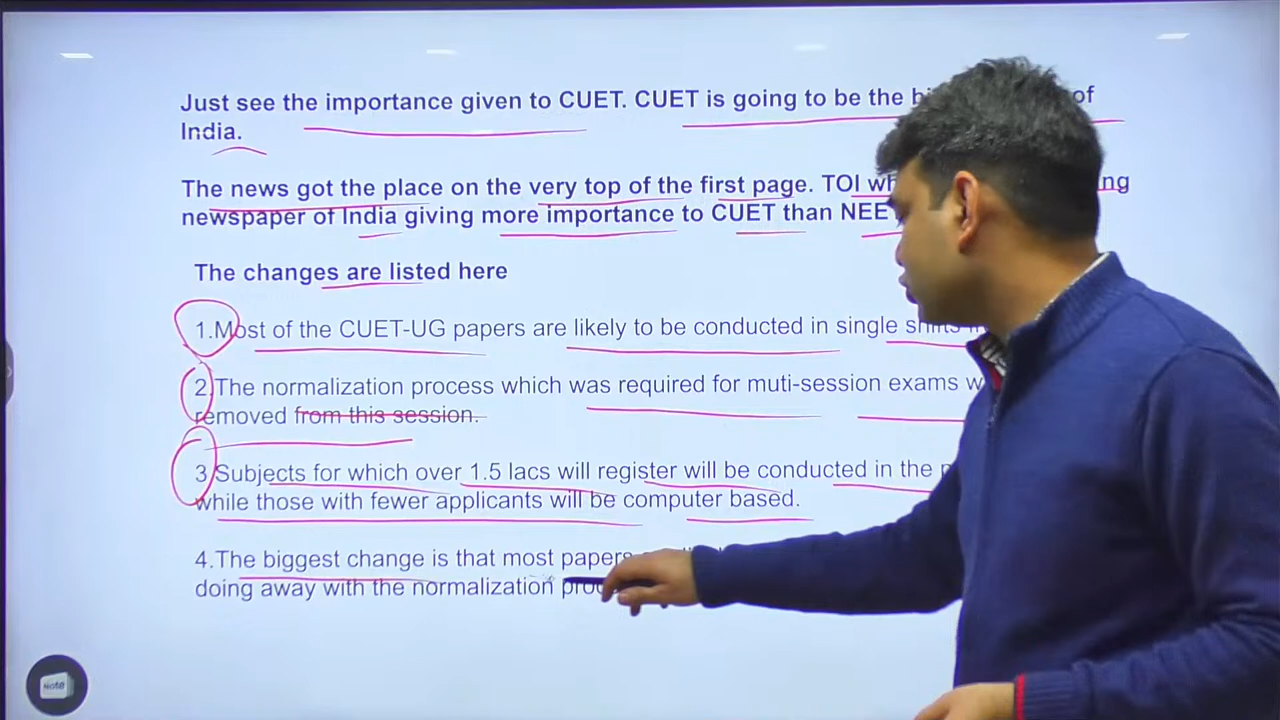 Just see the importance given to CUET. CUET is going to be the of
India.
The news got the place on the very top of the first page. TOI
newspaper of India giving more importance to CUET than NEET
The changes are listed here
1.Most of the CUET-UG papers are likely to be conducted in single shifts
2.The normalization process which was required for muti-session exams
removed from this session.
3.Subjects for which over 1.5 lacs will register will be conducted in the
while those with fewer applicants will be computer based.
4.The biggest change is that most papers
doing away with the normalization
Note